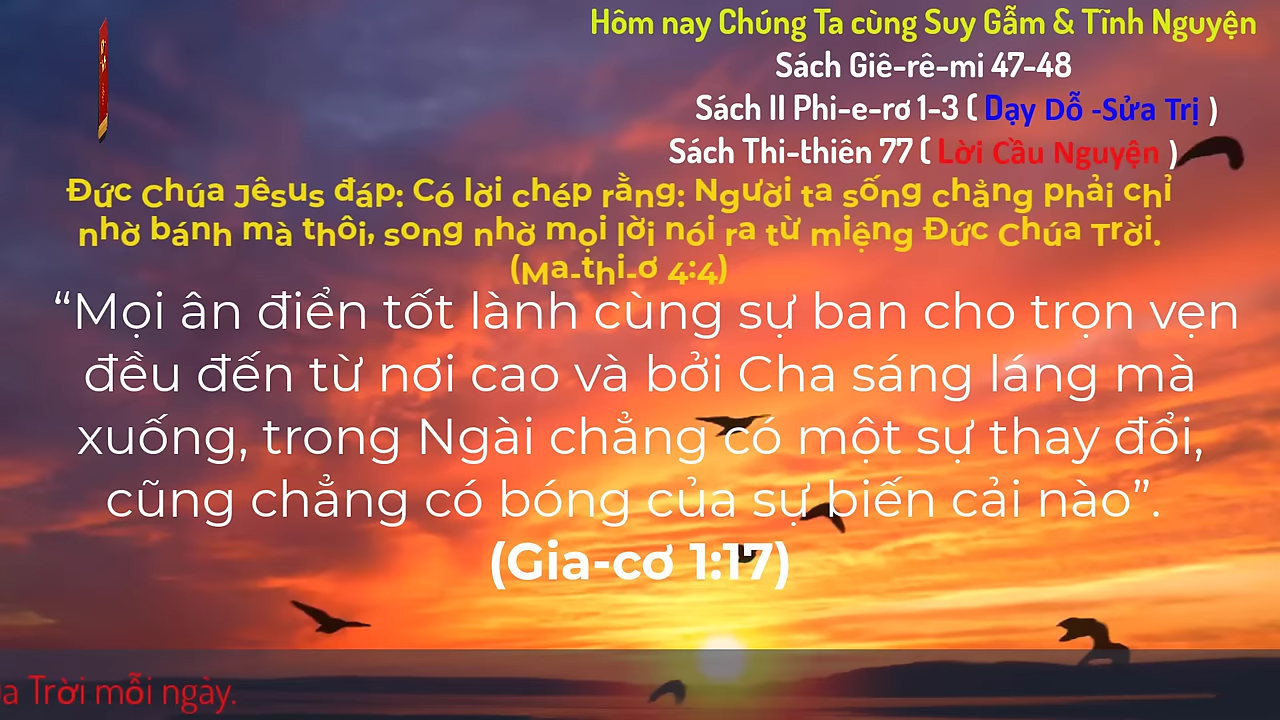 Hôm nay Chúng Ta cùng Suy Gẫm & Tĩnh Nguyện
Sách Giê-rê-mi 47-48
Sách II Phi-e-rơ 1-3 ( Dạy Dỗ -Sửa Trị )
Sách Thi-thiên 77 ( Lời Cầu Nguyện )
Đức Chúa Jêsus đáp: Có lời chép rằng: Người ta sống chẳng phải chỉ
nhờ bánh mà thôi, song nhờ mọi lời nói ra từ miệng Đức Chúa Trời.
(Ma-thi-ơ 4:4)
“Mọi ân điển tốt lành cùng sự ban cho trọn vẹn
đều đến từ nơi cao và bởi Cha sáng láng mà
xuống, trong Ngài chẳng có một sự thay đổi,
cũng chẳng có bóng của sự biến cải nào”.
(Gia-cơ 1:17)
a Trời mỗi ngày.